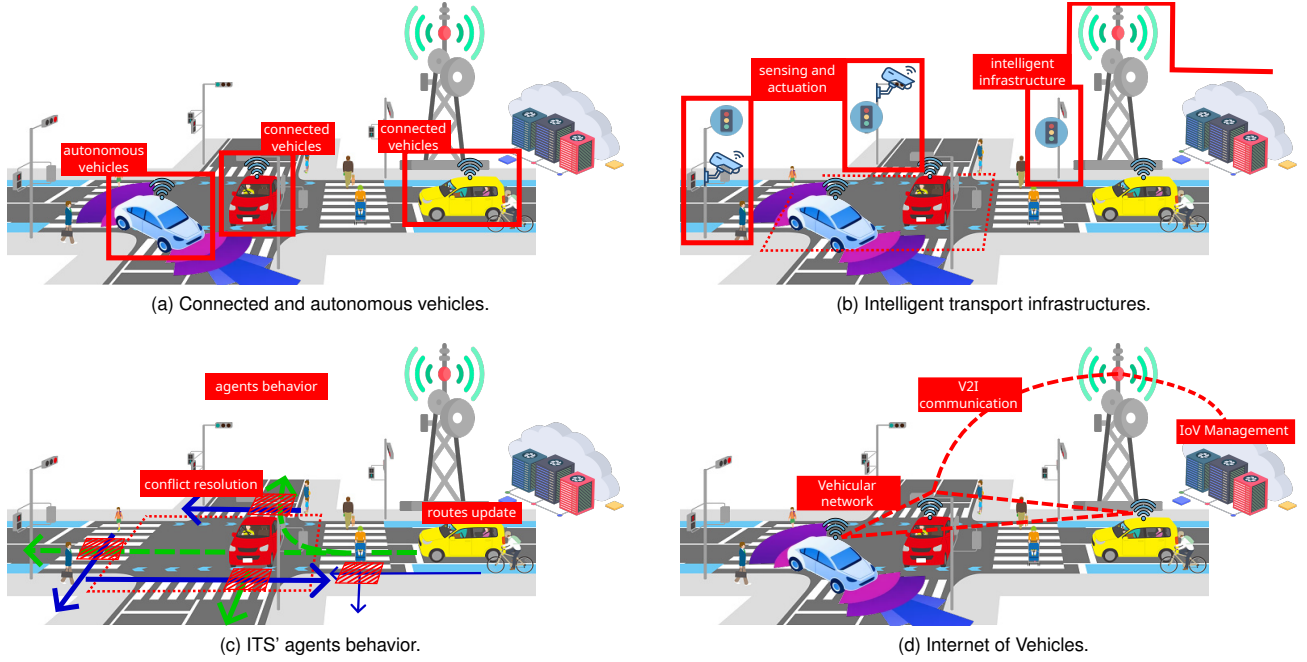 autonomous
vehicles
connected
vehicles
connected
vehicles
(a) Connected and autonomous vehicles.
sensing and
actuation
intelligent
infrastructure
(b) Intelligent transport infrastructures.
agents behavior
conflict resolution
routes update
(c) ITS’ agents behavior.
V2I
communication
IoV Management
Vehicular
network
(d) Internet of Vehicles.